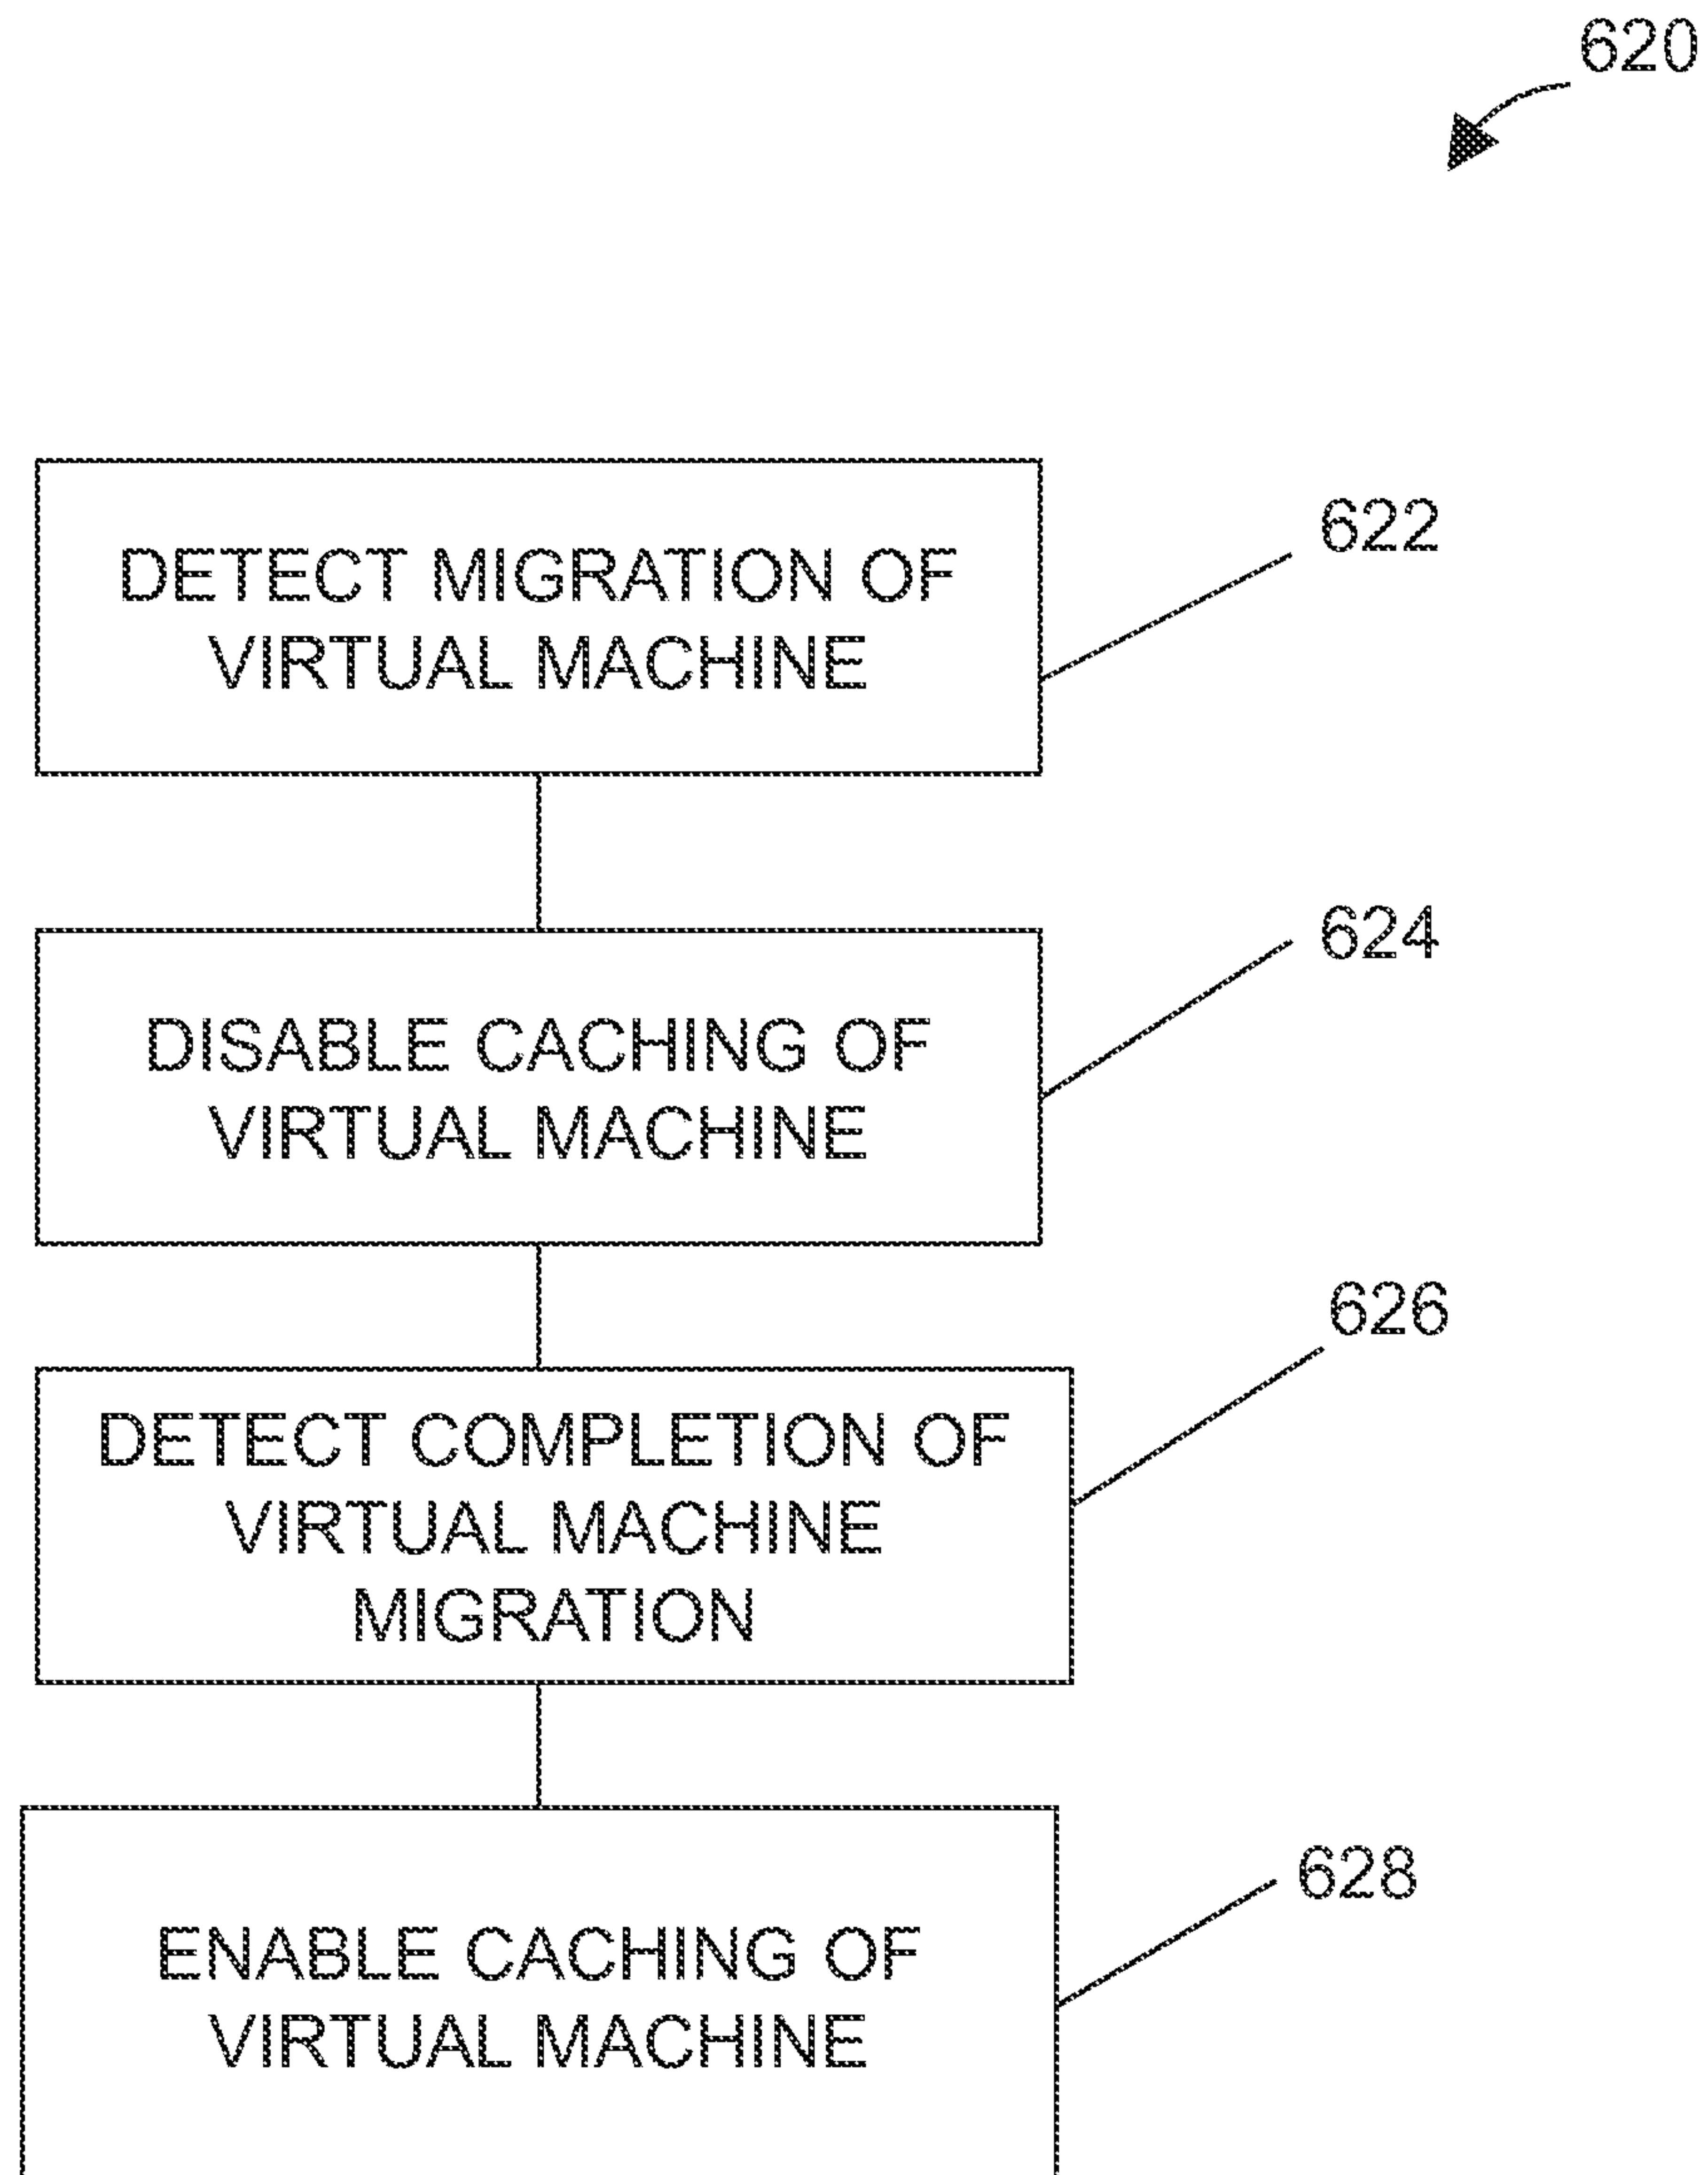 620
DETECT MIGRATION OF
VIRTUAL MACHINE
622
DISABLE CACHING OF
VIRTUAL MACHINE
624
DETECT COMPLETION OF
VIRTUAL MACHINE
MIGRATION
626
ENABLE CACHING OF
VIRTUAL MACHINE
628